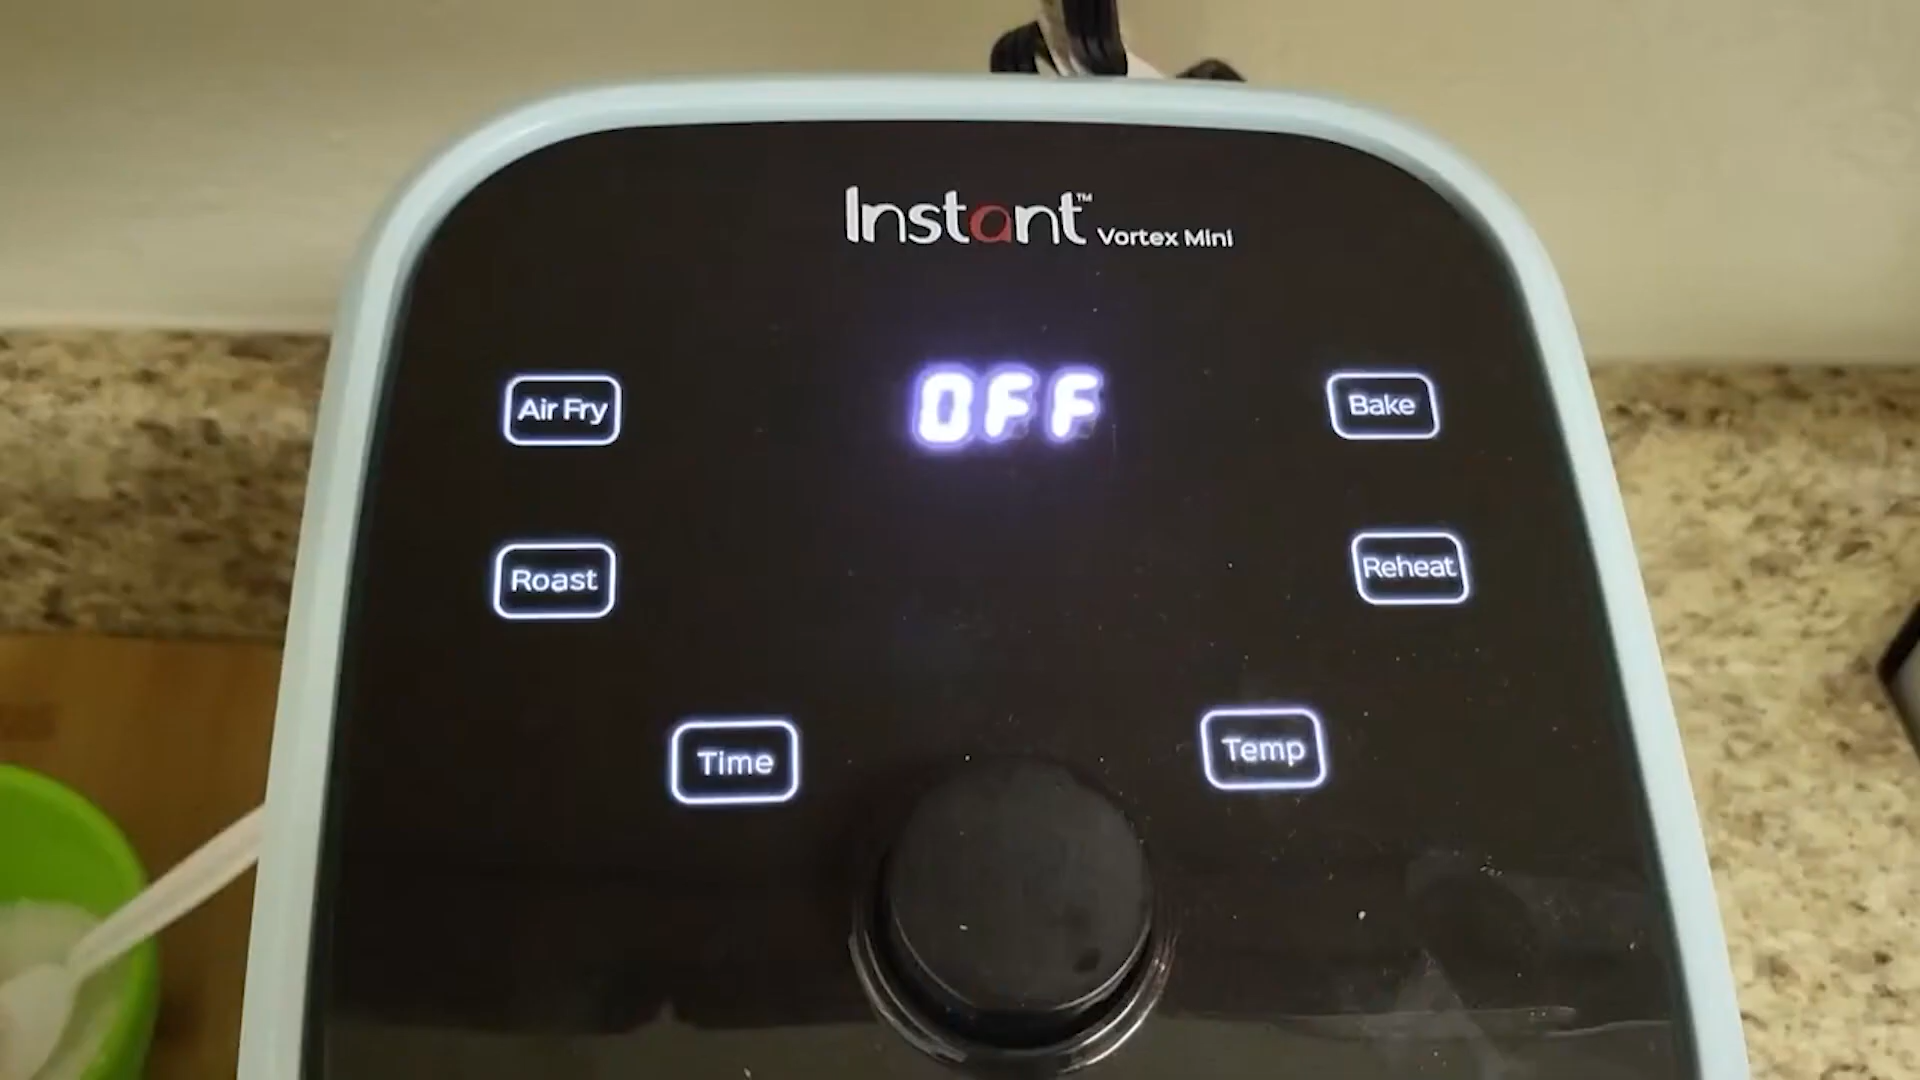 Instant™ Vortex Mini
Air Fry
OFF
Bake
Roast
Reheat
Time
Temp